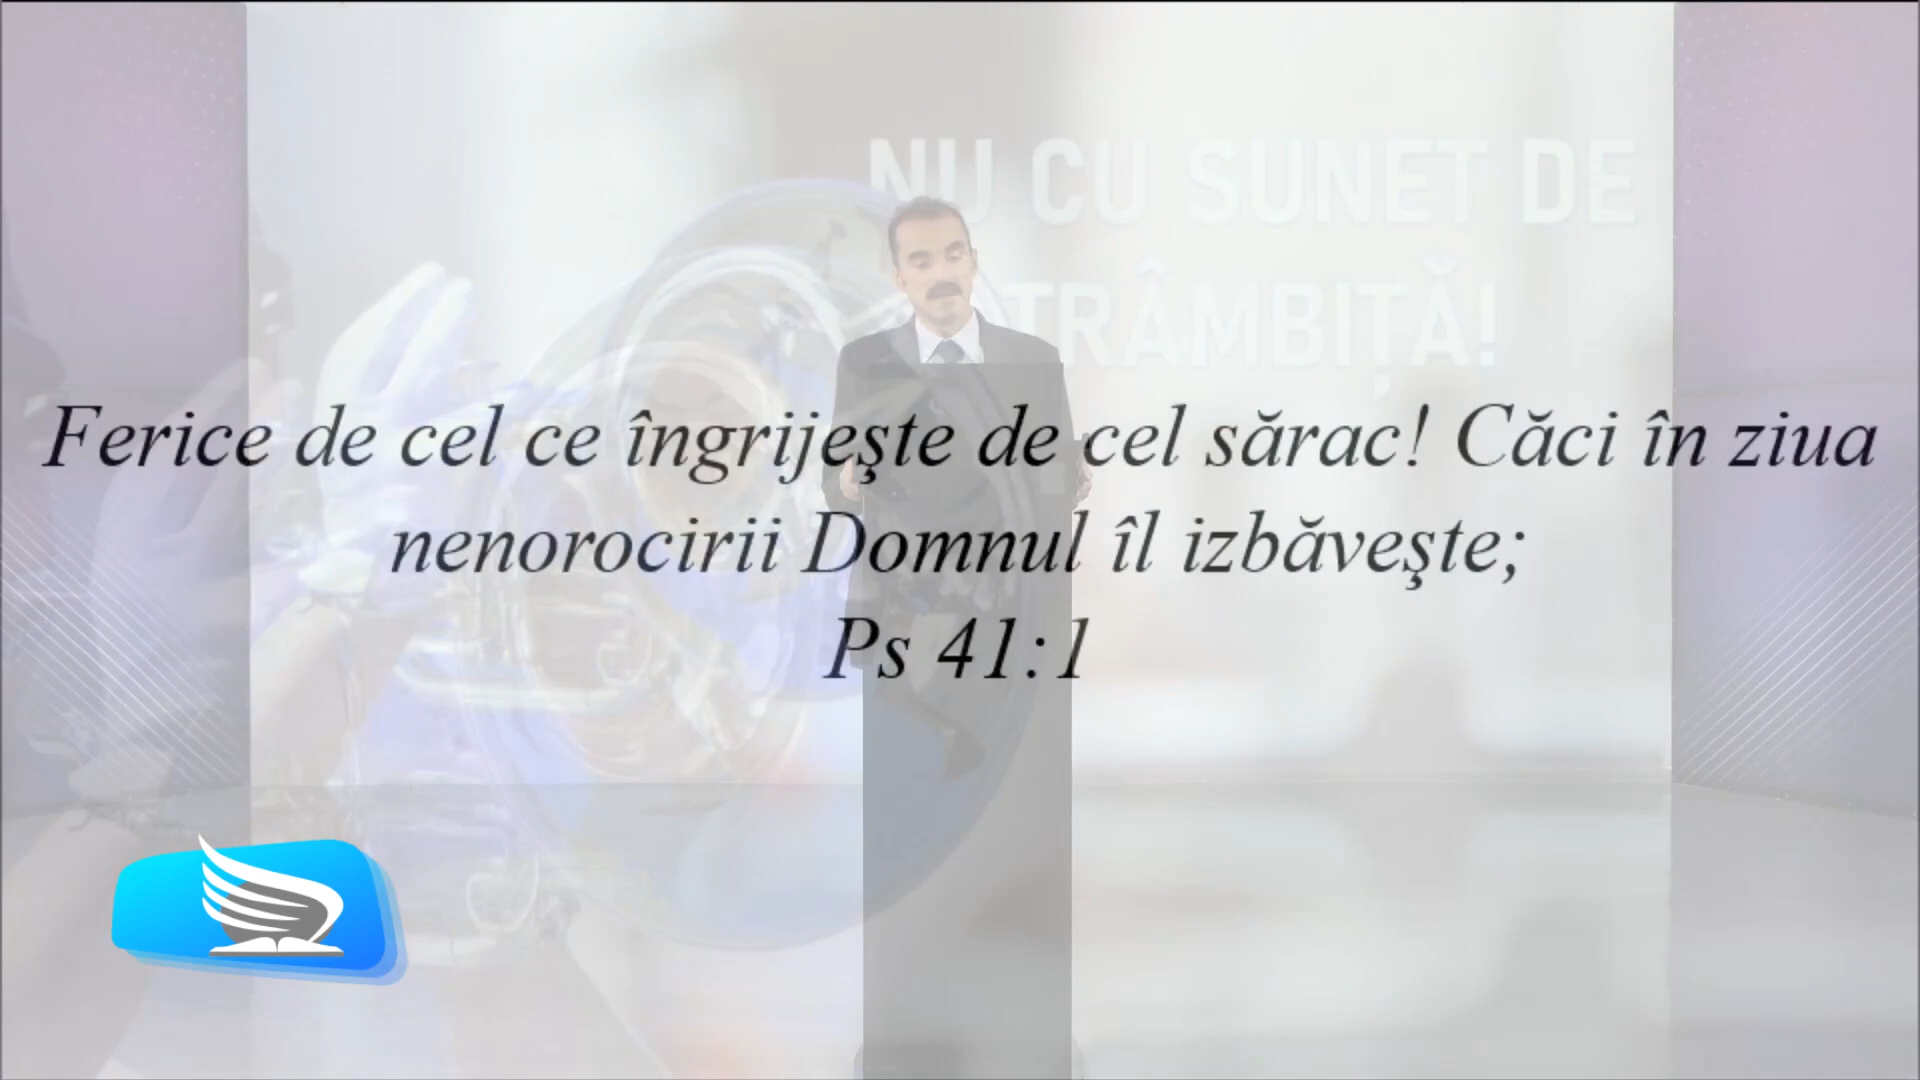 NU CU SUNET DE
TRÂMBIȚĂ!
Ferice de cel ce îngrijeşte de cel sărac! Căci în ziua
nenorocirii Domnul îl izbăveşte;
Ps 41:1